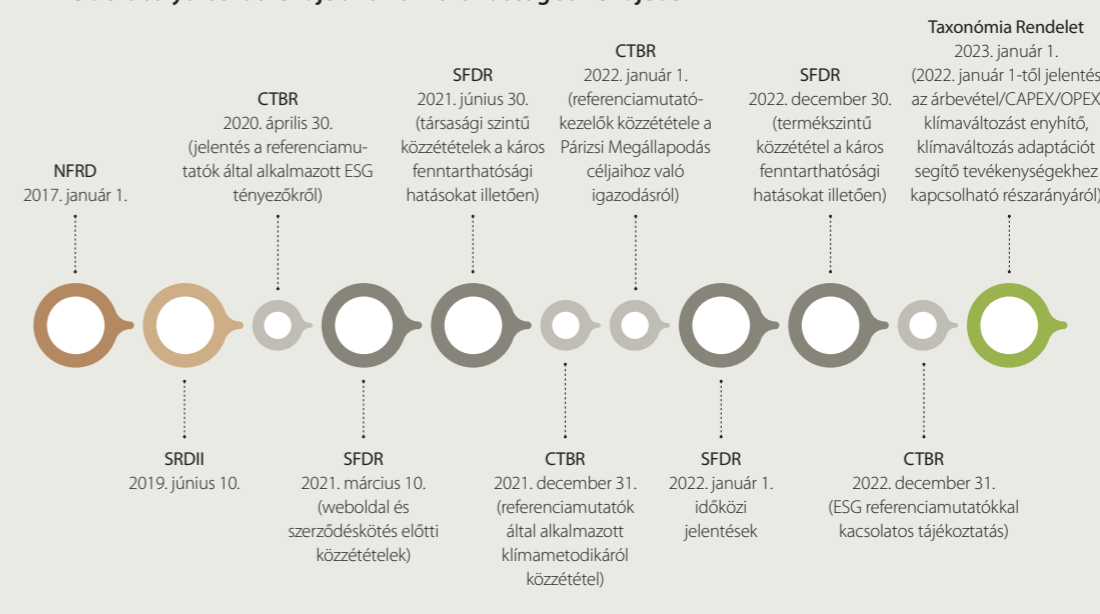 NFRD
2017. január 1.
SRDII
2019. június 10.
CTBR
2020. április 30.
(jelentés a referenciamu-
tatók által alkalmazott ESG
tényezőkről)
SFDR
2021. március 10.
(weboldal és
szerződéskötés előtti
közzétételek)
SFDR
2021. június 30.
(társasági szintű
közzétételek a káros
fenntarthatósági
hatásokat illetően)
CTBR
2021. december 31.
(referenciamutatók
által alkalmazott
klímametodikáról
közzététel)
CTBR
2022. január 1.
(referenciamutató-
kezelők közzététele a
Párizsi Megállapodás
céljaihoz való
igazodásról)
SFDR
2022. január 1.
időközi
jelentések
SFDR
2022. december 30.
(termékszintű
közzététel a káros
fenntarthatósági
hatásokat illetően)
CTBR
2022. december 31.
(ESG referenciamutatókkal
kacsolatos tájékoztatás)
Taxonómia Rendelet
2023. január 1.
(2022. január 1-től jelentés
az árbevétel/CAPEX/OPEX
klímaváltozást enyhítő,
klímaváltozás adaptációt
segítő tevékenységekhez
kapcsolható részarányáról)